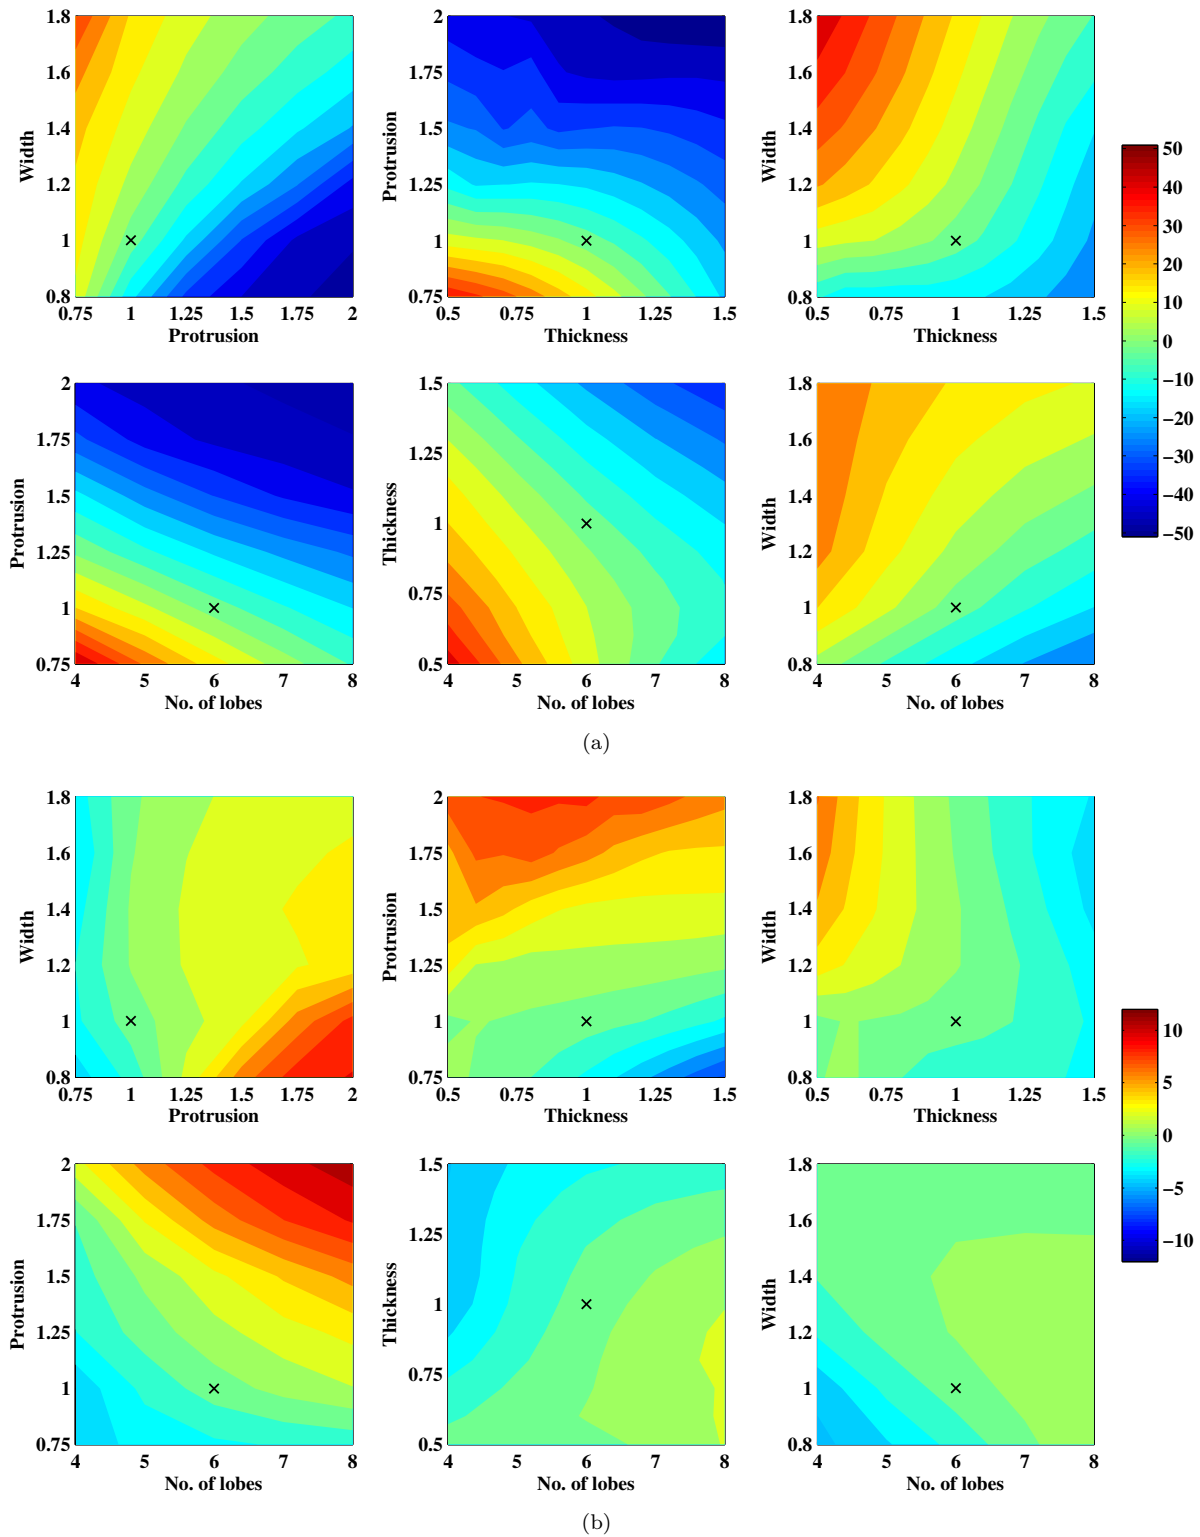 1.8 1.6 1.4 1.2 1 0.8
Width
0.75 1 1.25 1.5 1.75 2
Protrusion
2 1.75 1.5 1.25 1 0.75
Protrusion
0.5 0.75 1 1.25 1.5
Thickness
1.8 1.6 1.4 1.2 1 0.8
Width
0.5 0.75 1 1.25 1.5
Thickness
50 40 30 20 10 0 −10 −20 −30 −40 −50
2 1.75 1.5 1.25 1 0.75
Protrusion
4 5 6 7 8
No. of lobes
1.5 1.25 1 0.75 0.5
Thickness
4 5 6 7 8
No. of lobes
1.8 1.6 1.4 1.2 1 0.8
Width
4 5 6 7 8
No. of lobes
(a)
1.8 1.6 1.4 1.2 1 0.8
Width
0.75 1 1.25 1.5 1.75 2
Protrusion
2 1.75 1.5 1.25 1 0.75
Protrusion
0.5 0.75 1 1.25 1.5
Thickness
1.8 1.6 1.4 1.2 1 0.8
Width
0.5 0.75 1 1.25 1.5
Thickness
10 5 0 −5 −10
2 1.75 1.5 1.25 1 0.75
Protrusion
4 5 6 7 8
No. of lobes
1.5 1.25 1 0.75 0.5
Thickness
4 5 6 7 8
No. of lobes
1.8 1.6 1.4 1.2 1 0.8
Width
4 5 6 7 8
No. of lobes
(b)